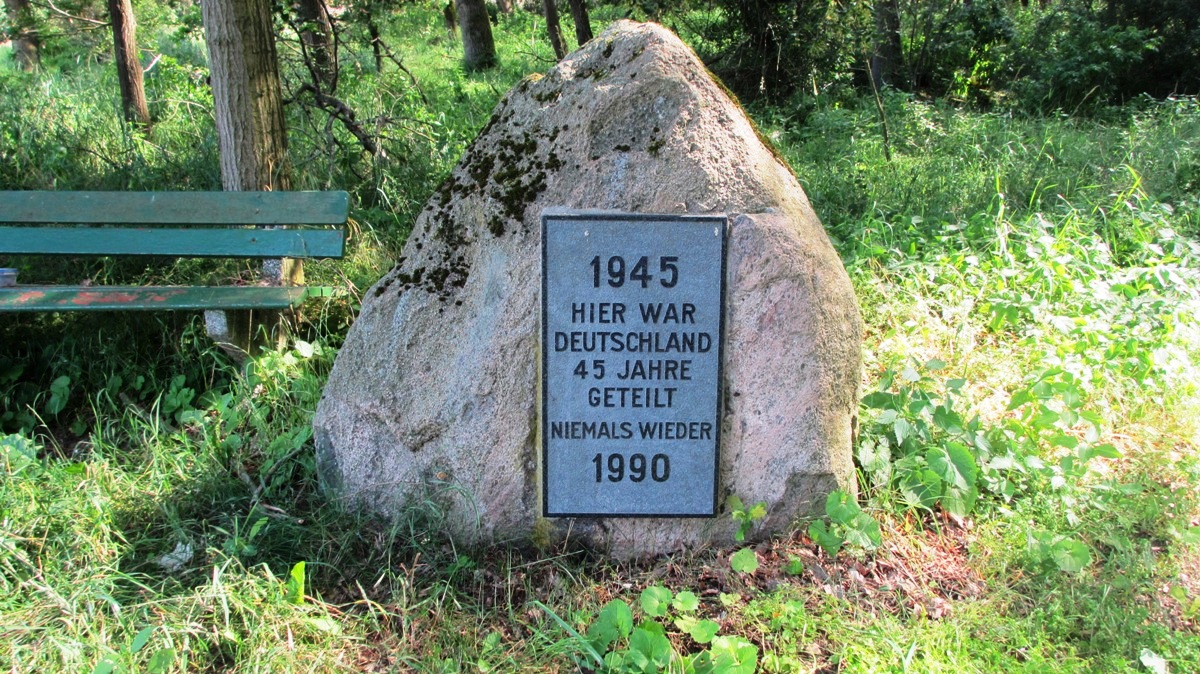 1945
HIER WAR
DEUTSCHLAND
45 JAHRE
GETEILT
NIEMALS WIEDER
1990